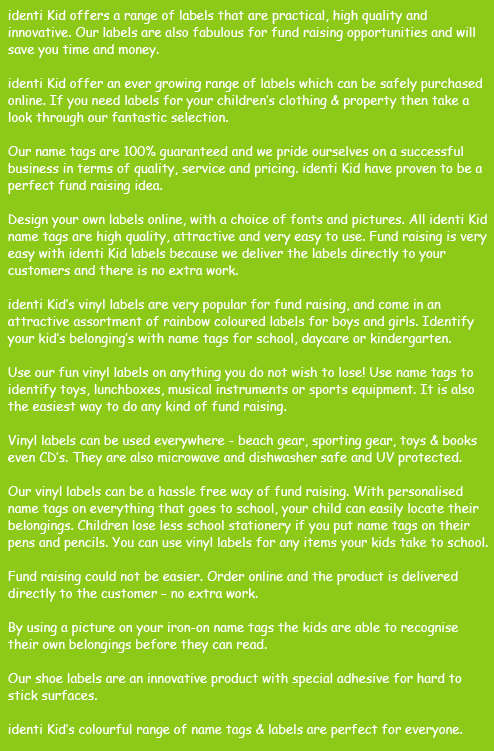 identi Kid offers a range of labels that are practical, high quality and
innovative. Our labels are also fabulous for fund raising opportunities and will
save you time and money.
identi Kid offer an ever growing range of labels which can be safely purchased
online. If you need labels for your children's clothing & property then take a
look through our fantastic selection.
Our name tags are 100% guaranteed and we pride ourselves on a successful
business in terms of quality, service and pricing. identi Kid have proven to be a
perfect fund raising idea.
Design your own labels online, with a choice of fonts and pictures. All identi Kid
name tags are high quality, attractive and very easy to use. Fund raising is very
easy with identi Kid labels because we deliver the labels directly to your
customers and there is no extra work.
identi Kid's vinyl labels are very popular for fund raising, and come in an
attractive assortment of rainbow coloured labels for boys and girls. Identify
your kid's belonging's with name tags for school, daycare or kindergarten.
Use our fun vinyl labels on anything you do not wish to lose! Use name tags to
identify toys, lunchboxes, musical instruments or sports equipment. It is also
the easiest way to do any kind of fund raising.
Vinyl labels can be used everywhere - beach gear, sporting gear, toys & books
even CD's. They are also microwave and dishwasher safe and UV protected.
Our vinyl labels can be a hassle free way of fund raising. With personalised
name tags on everything that goes to school, your child can easily locate their
belongings. Children lose less school stationery if you put name tags on their
pens and pencils. You can use vinyl labels for any items your kids take to school.
Fund raising could not be easier. Order online and the product is delivered
directly to the customer - no extra work.
By using a picture on your iron-on name tags the kids are able to recognise
their own belongings before they can read.
Our shoe labels are an innovative product with special adhesive for hard to
stick surfaces.
identi Kid's colourful range of name tags & labels are perfect for everyone.